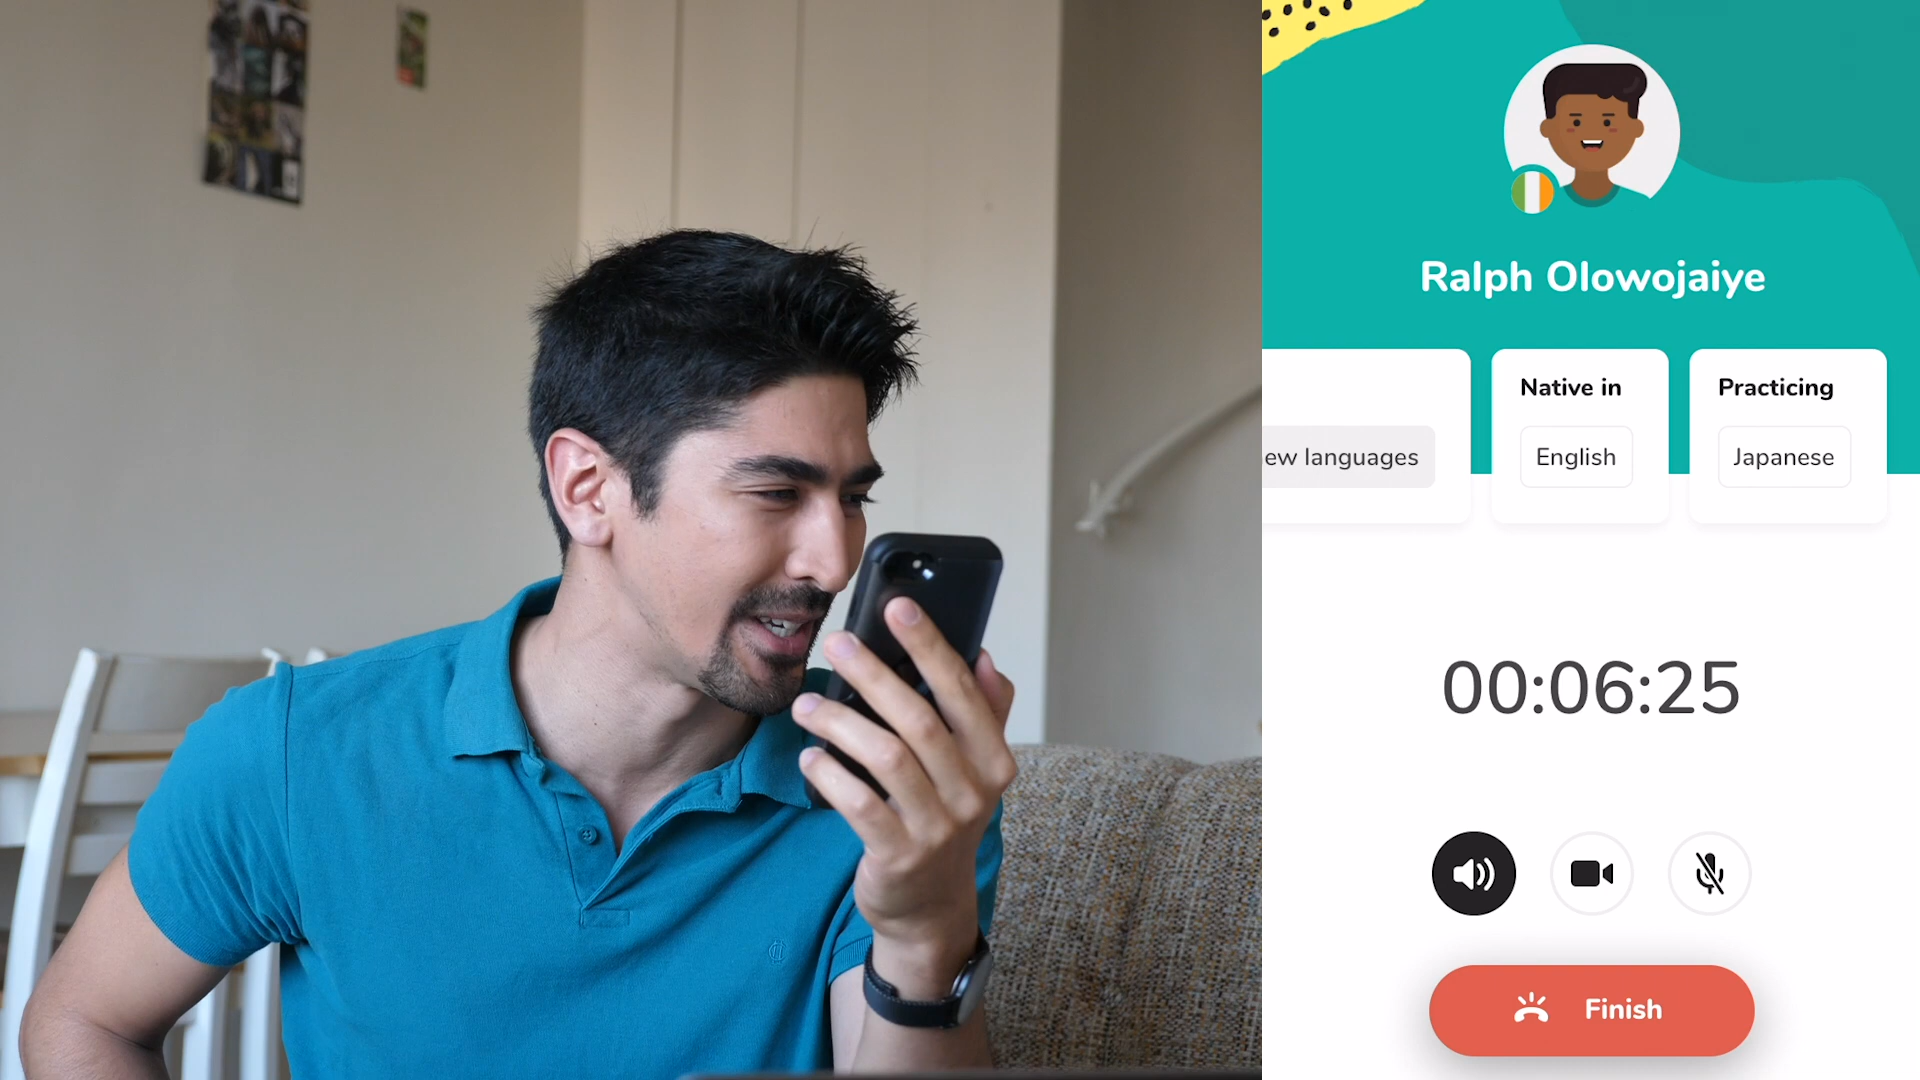 Ralph Olowojaiye
ew languages
Native in
English
Practicing
Japanese
00:06:25
Finish